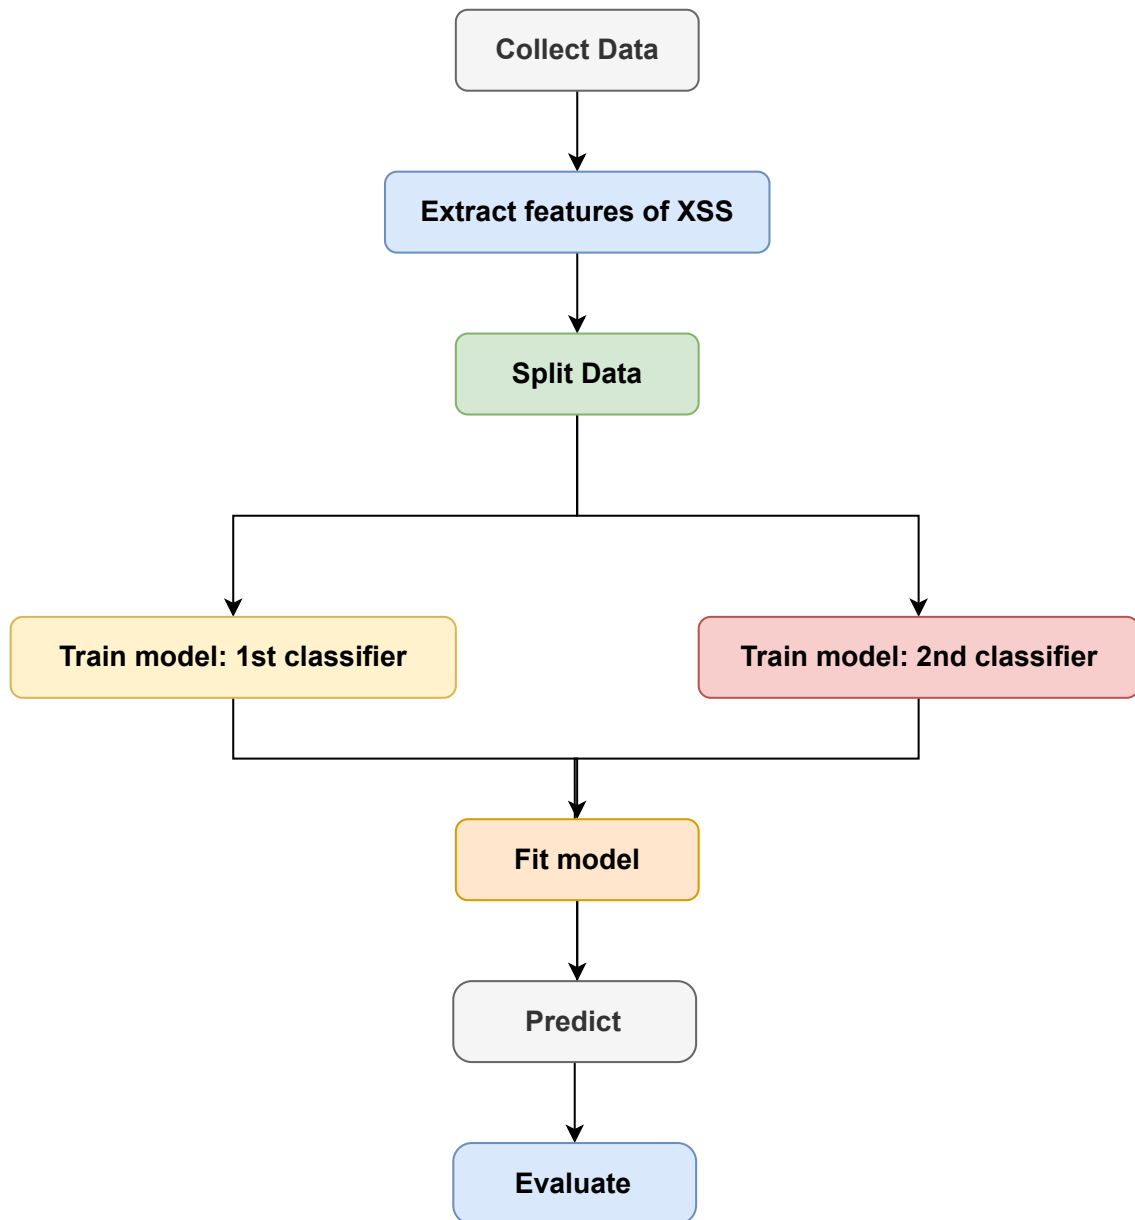 Collect Data
Extract features of XSS
Split Data
Train model: 1st classifier
Train model: 2nd classifier
Fit model
Predict
Evaluate